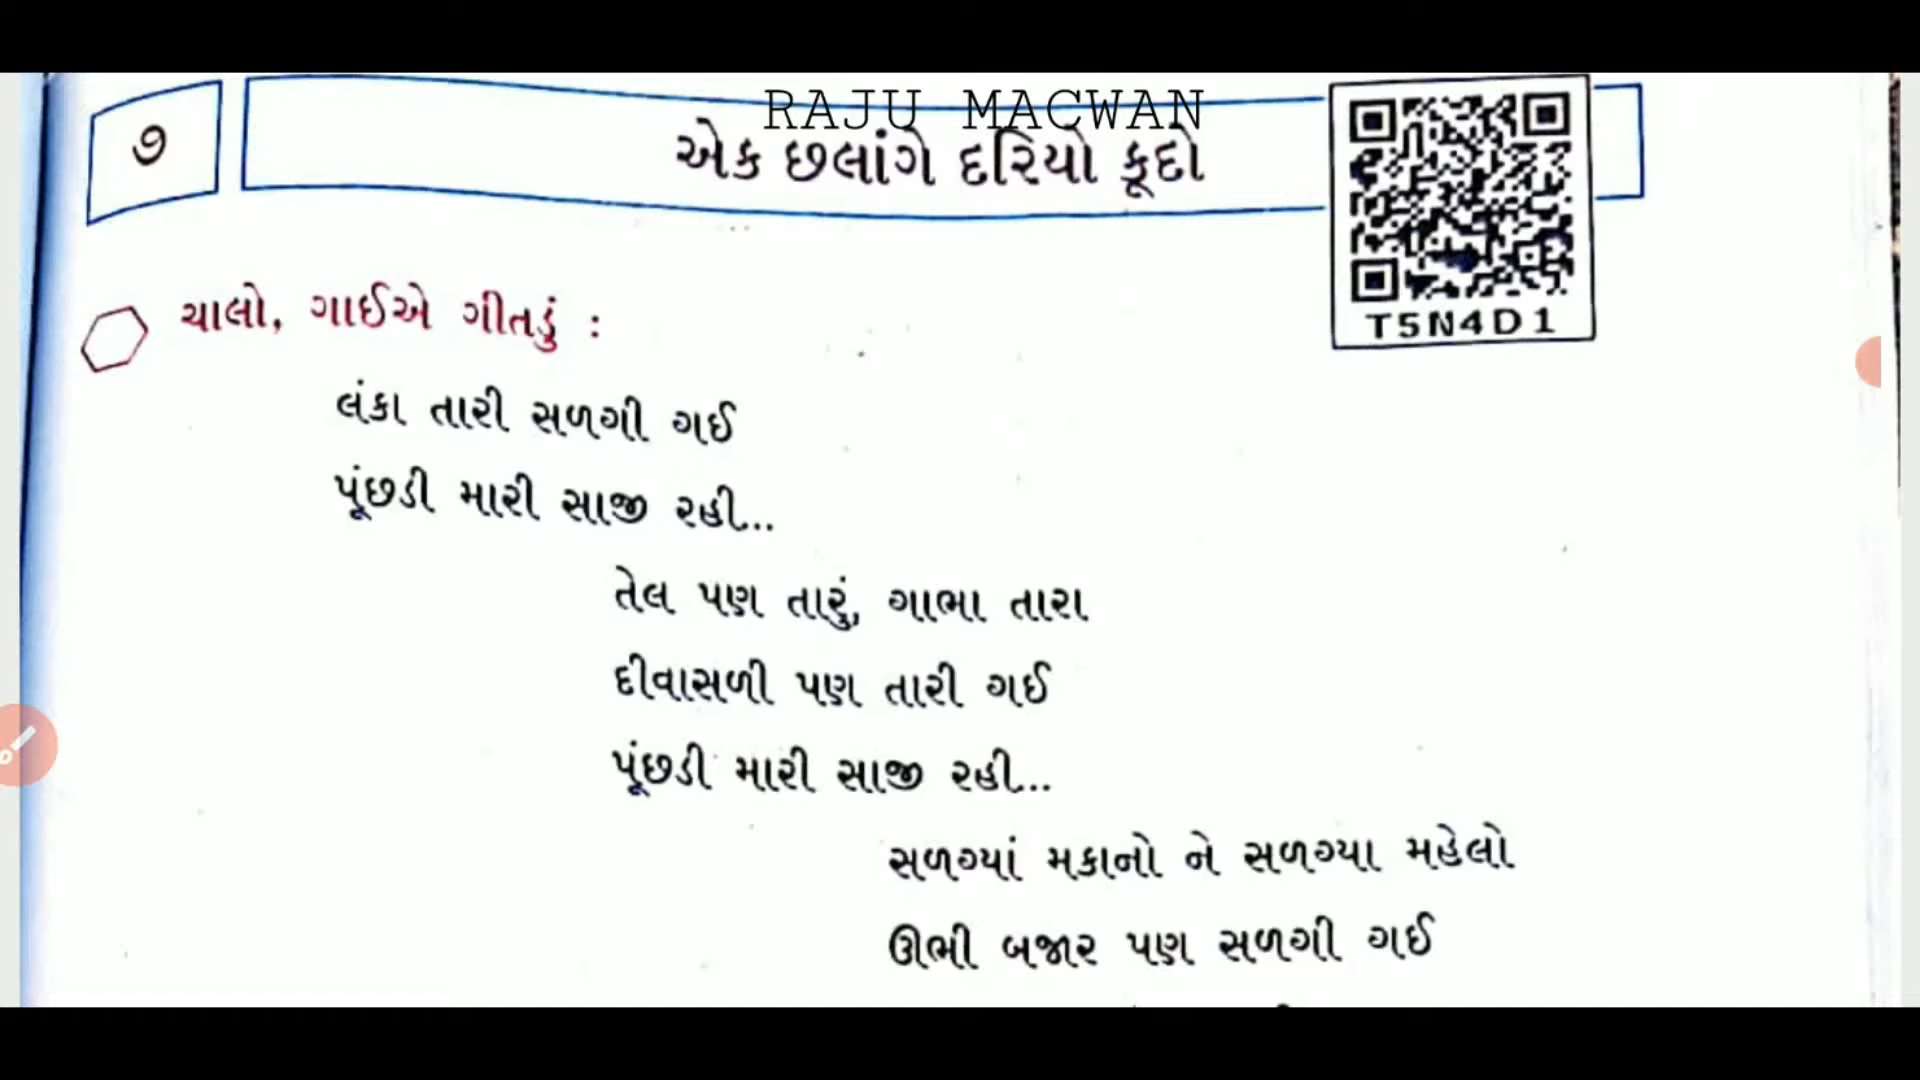 RAJU MACWAN
૭
એક છલાંગે દરિયો કૂદો
T5N4D1
ચાલો, ગાઈએ ગીતડું :
લંકા તારી સળગી ગઈ
પૂંછડી મારી સાજી રહી...
તેલ પણ તારું, ગાભા તારા
દીવાસળી પણ તારી ગઈ
પૂંછડી મારી સાજી રહી...
સળગ્યાં મકાનો ને સળગ્યા મહેલો
ઊભી બજાર પણ સળગી ગઈ